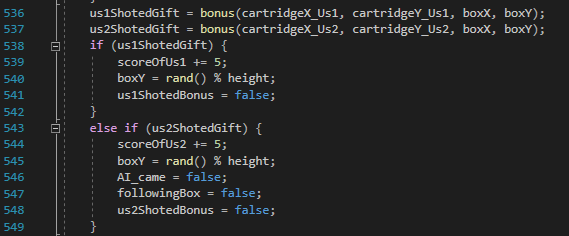 536 us1ShotedGift = bonus(cartridgeX_Us1, cartridgeY_Us1, boxX, boxY);
537 us2ShotedGift = bonus(cartridgeX_Us2, cartridgeY_Us2, boxX, boxY);
538 if (us1ShotedGift) {
539 scoreOfUs1 += 5;
540 boxY = rand() % height;
541 us1ShotedBonus = false;
542 }
543 else if (us2ShotedGift) {
544 scoreOfUs2 += 5;
545 boxY = rand() % height;
546 AI_came = false;
547 followingBox = false;
548 us2ShotedBonus = false;
549 }